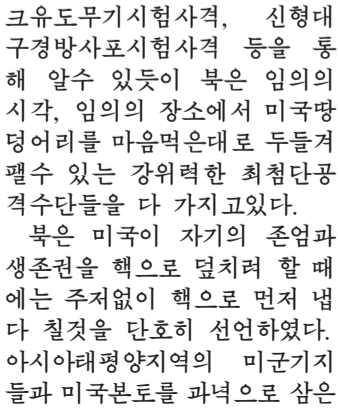 크유도무기시험사격, 신형대
구경방사포시험사격 등을 통
해 알수 있듯이 북은 임의의
시각, 임의의 장소에서 미국땅
덩어리를 마음먹은대로 두들겨
팰수 있는 강위력한 최첨단공
격수단들을 다 가지고있다.
북은 미국이 자기의 존엄과
생존권을 핵으로 덮치려 할 때
에는 주저없이 핵으로 먼저 냅
다 칠것을 단호히 선언하였다.
아시아태평양지역의 미군기지
들과 미국본토를 과녁으로 삼은